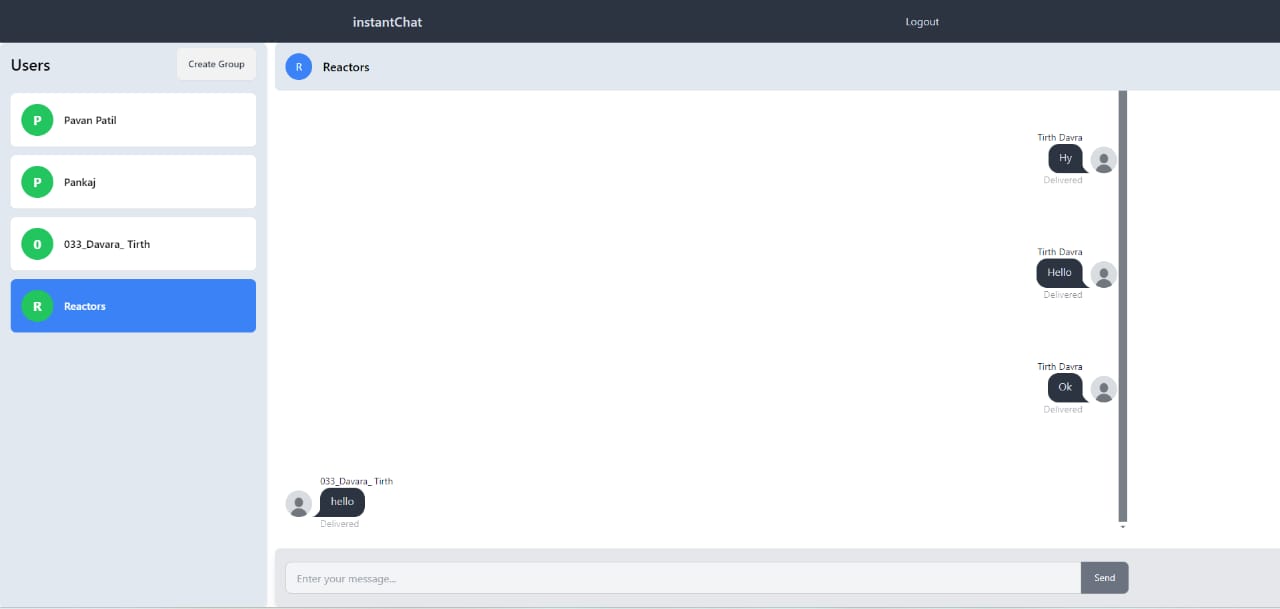 instantChat
Logout
Users
Create Group
P
Pavan Patil
P
Pankaj
0
033_Davara_ Tirth
R
Reactors
R
Reactors
Tirth Davra
Hy
Delivered
Tirth Davra
Hello
Delivered
Tirth Davra
Ok
Delivered
033_Davara_ Tirth
hello
Delivered
Enter your message...
Send